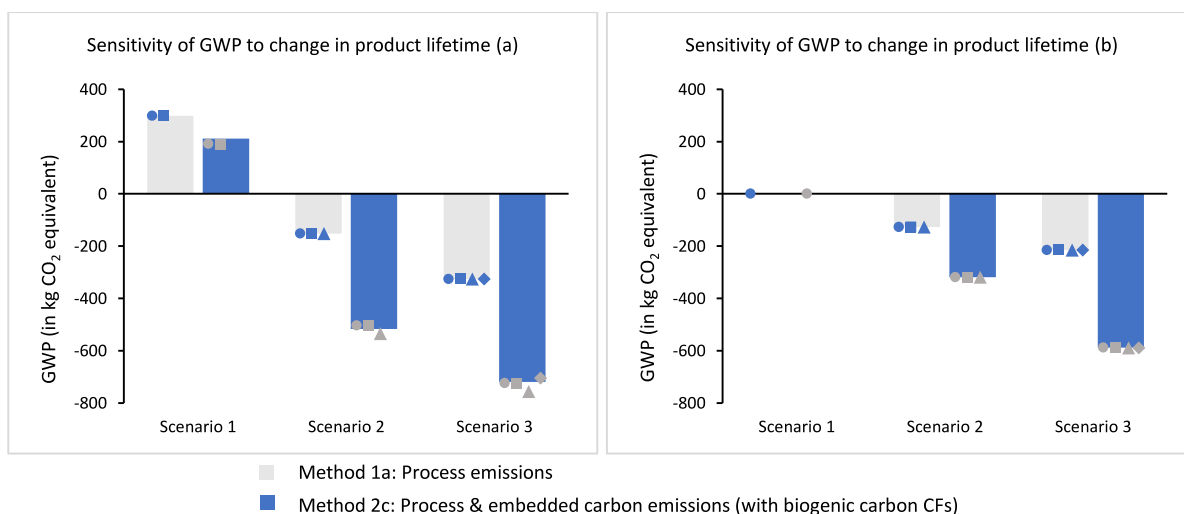 Sensitivity of GWP to change in product lifetime (a)
GWP (in kg CO2 equivalent)
400
200
0
-200
-400
-600
-800
Scenario 1
Scenario 2
Scenario 3
Sensitivity of GWP to change in product lifetime (b)
GWP (in kg CO2 equivalent)
400
200
0
-200
-400
-600
-800
Scenario 1
Scenario 2
Scenario 3
Method 1a: Process emissions
Method 2c: Process & embedded carbon emissions (with biogenic carbon CFs)